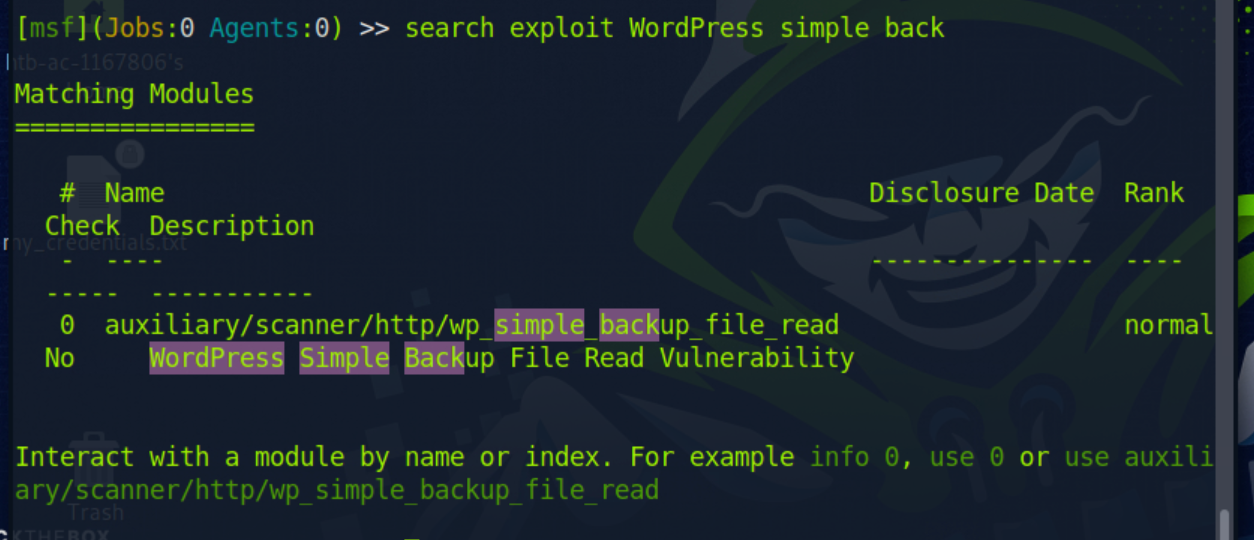 [msf](Jobs:0 Agents:0) >> search exploit WordPress simple back
htb-ac-1167806's
Matching Modules
================
# Name Disclosure Date Rank
Check Description
my_credentials.txt
- ---- --------------- ----
----- -----------
0 auxiliary/scanner/http/wp_simple_backup_file_read normal
No WordPress Simple Backup File Read Vulnerability
Interact with a module by name or index. For example info 0, use 0 or use auxili
ary/scanner/http/wp_simple_backup_file_read
Trash
CKTHEBOX